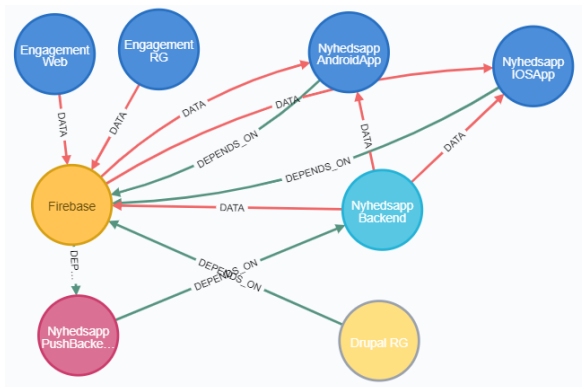 Engagement
Web
Engagement
RG
Nyhedsapp
AndroidApp
Nyhedsapp
IOSApp
DATA
DATA
DATA
DATA
DATA
DATA
DEPENDS_ON
DEPENDS_ON
Firebase
DATA
Nyhedsapp
Backend
DEP...
DEPENDS_ON
DEPENDS_ON
Nyhedsapp
PushBacke...
Drupal RG